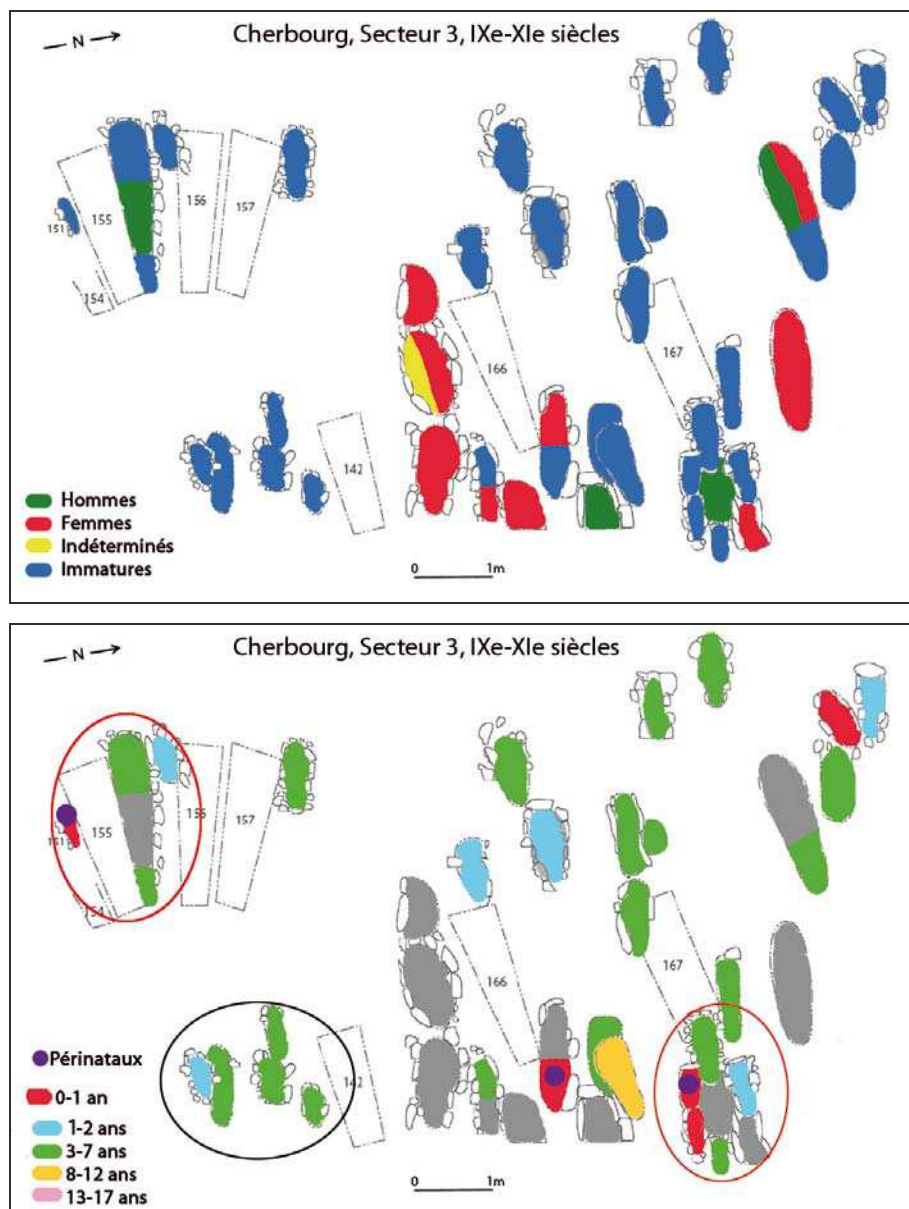 Cherbourg, Secteur 3, IXe-XIe siècles
N
151
155
156
157
154
166
167
142
Hommes
Femmes
Indéterminés
Immatures
0 1m
Cherbourg, Secteur 3, IXe-XIe siècles
N
151
155
156
157
154
166
167
142
Périnataux
0-1 an
1-2 ans
3-7 ans
8-12 ans
13-17 ans
0 1m